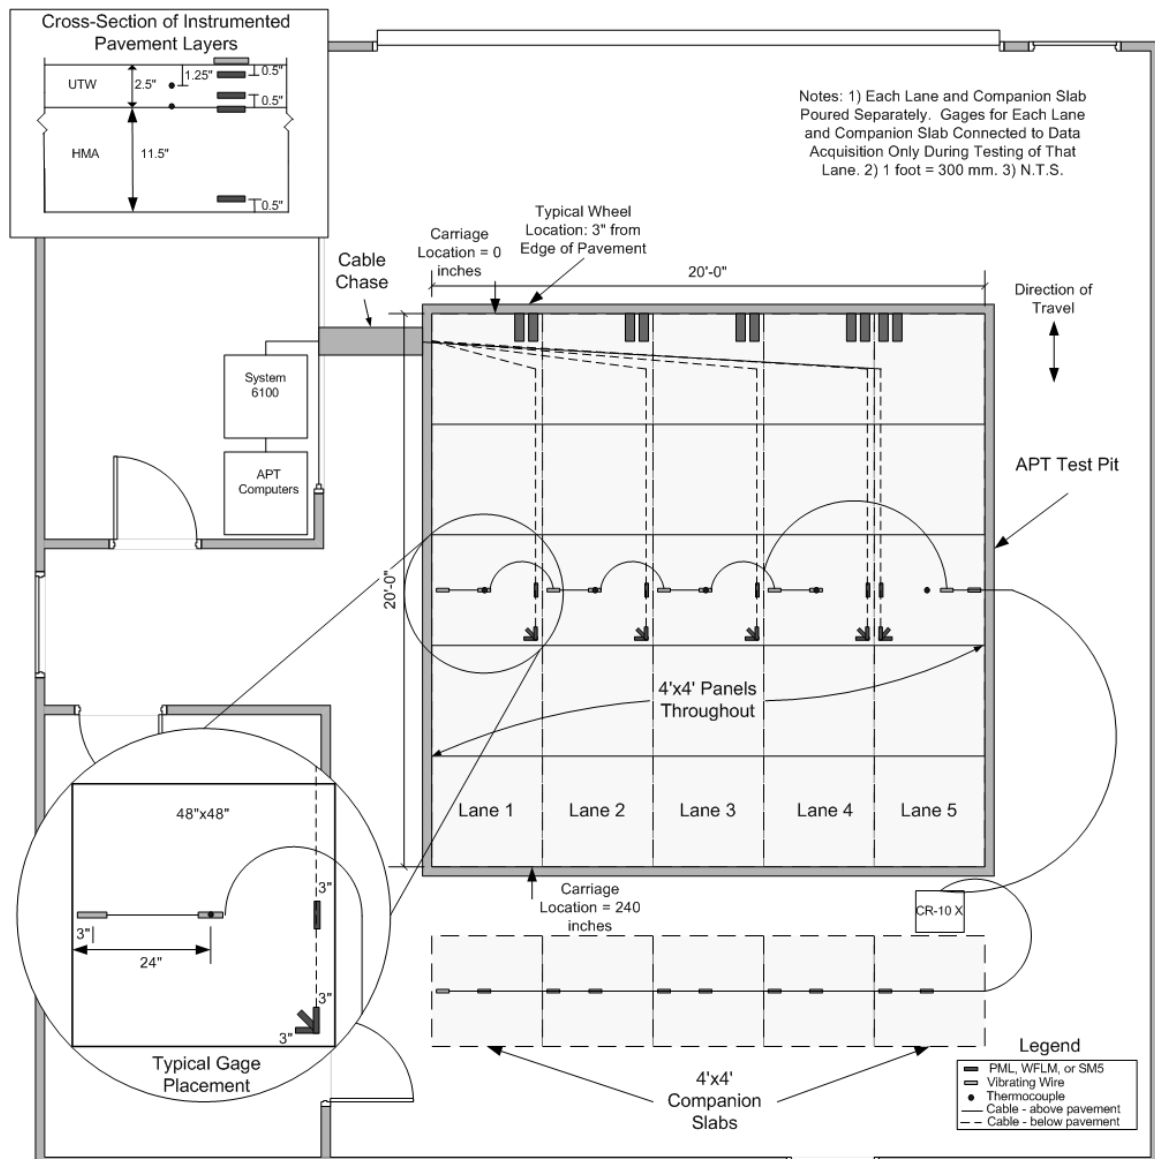 Cross-Section of Instrumented
Pavement Layers
UTW
2.5"
1.25"
0.5"
0.5"
HMA
11.5"
0.5"
Notes: 1) Each Lane and Companion Slab
Poured Separately.  Gages for Each Lane
and Companion Slab Connected to Data
Acquisition Only During Testing of That
Lane. 2) 1 foot = 300 mm. 3) N.T.S.
Typical Wheel
Location: 3" from
Edge of Pavement
Carriage
Location = 0
inches
Cable
Chase
20'-0"
Direction of
Travel
System
6100
APT
Computers
APT Test Pit
20'-0"
4'x4' Panels
Throughout
Lane 1
Lane 2
Lane 3
Lane 4
Lane 5
48"x48"
3"
3"
24"
3"
3"
Typical Gage
Placement
Carriage
Location = 240
inches
CR-10 X
4'x4'
Companion
Slabs
Legend
PML, WFLM, or SM5
Vibrating Wire
Thermocouple
Cable - above pavement
Cable - below pavement